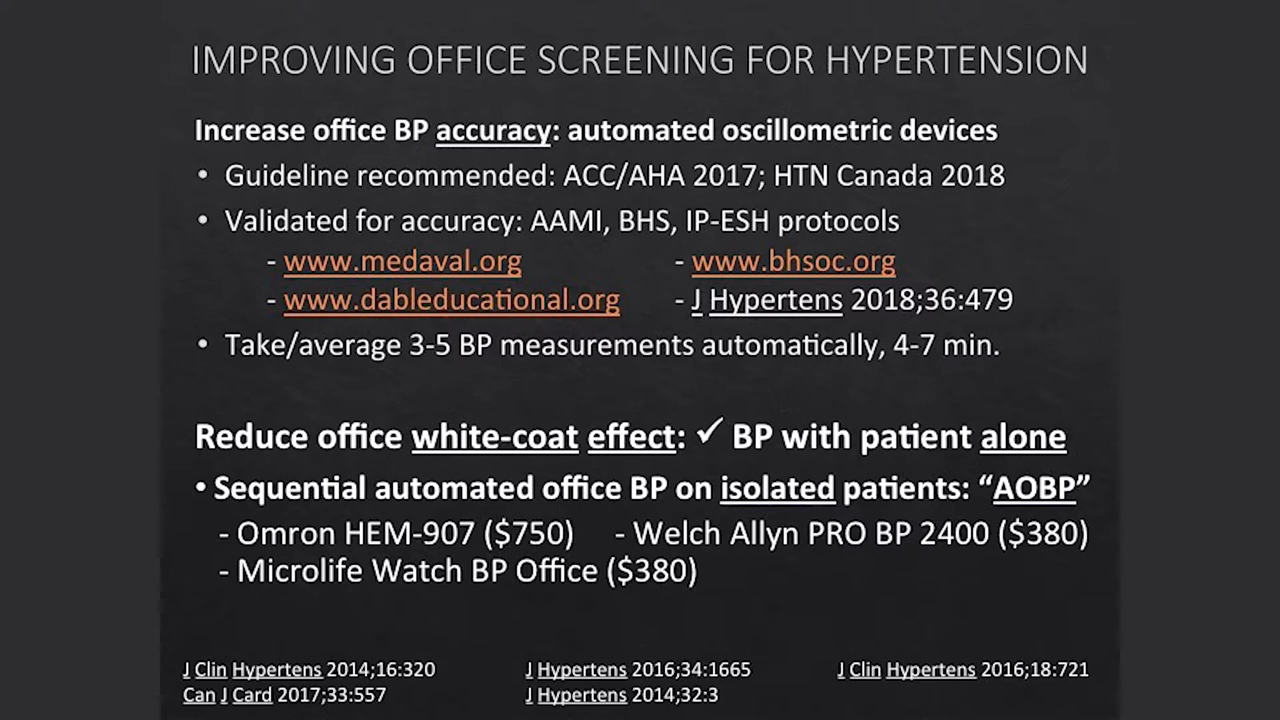 IMPROVING OFFICE SCREENING FOR HYPERTENSION
Increase office BP accuracy: automated oscillometric devices
• Guideline recommended: ACC/AHA 2017; HTN Canada 2018
• Validated for accuracy: AAMI, BHS, IP-ESH protocols
- www.medaval.org - www.bhsoc.org
- www.dableducational.org - J Hypertens 2018;36:479
• Take/average 3-5 BP measurements automatically, 4-7 min.
Reduce office white-coat effect: ✓ BP with patient alone
• Sequential automated office BP on isolated patients: “AOBP”
- Omron HEM-907 ($750) - Welch Allyn PRO BP 2400 ($380)
- Microlife Watch BP Office ($380)
J Clin Hypertens 2014;16:320 J Hypertens 2016;34:1665 J Clin Hypertens 2016;18:721
Can J Card 2017;33:557 J Hypertens 2014;32:3